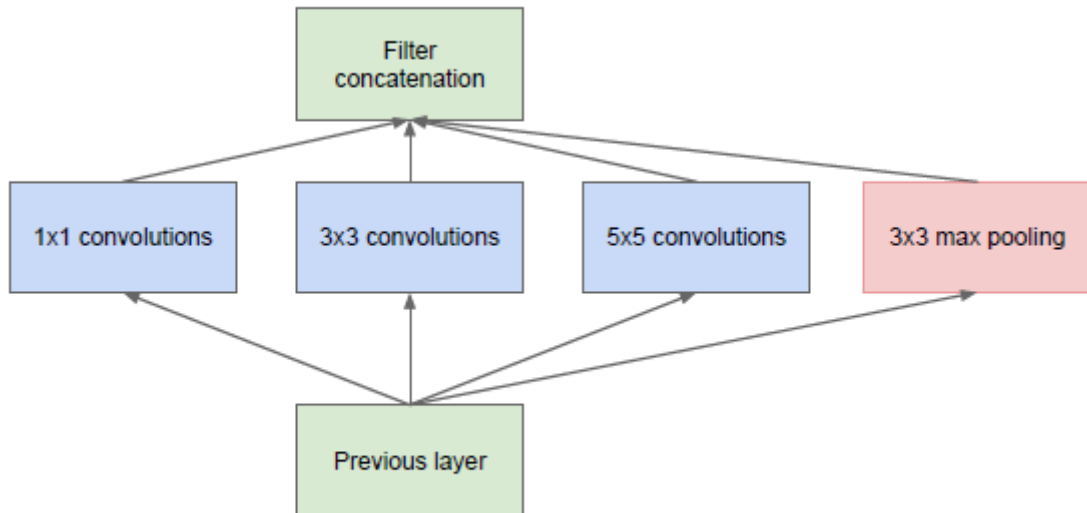 Filter
concatenation
1x1 convolutions
3x3 convolutions
5x5 convolutions
3x3 max pooling
Previous layer